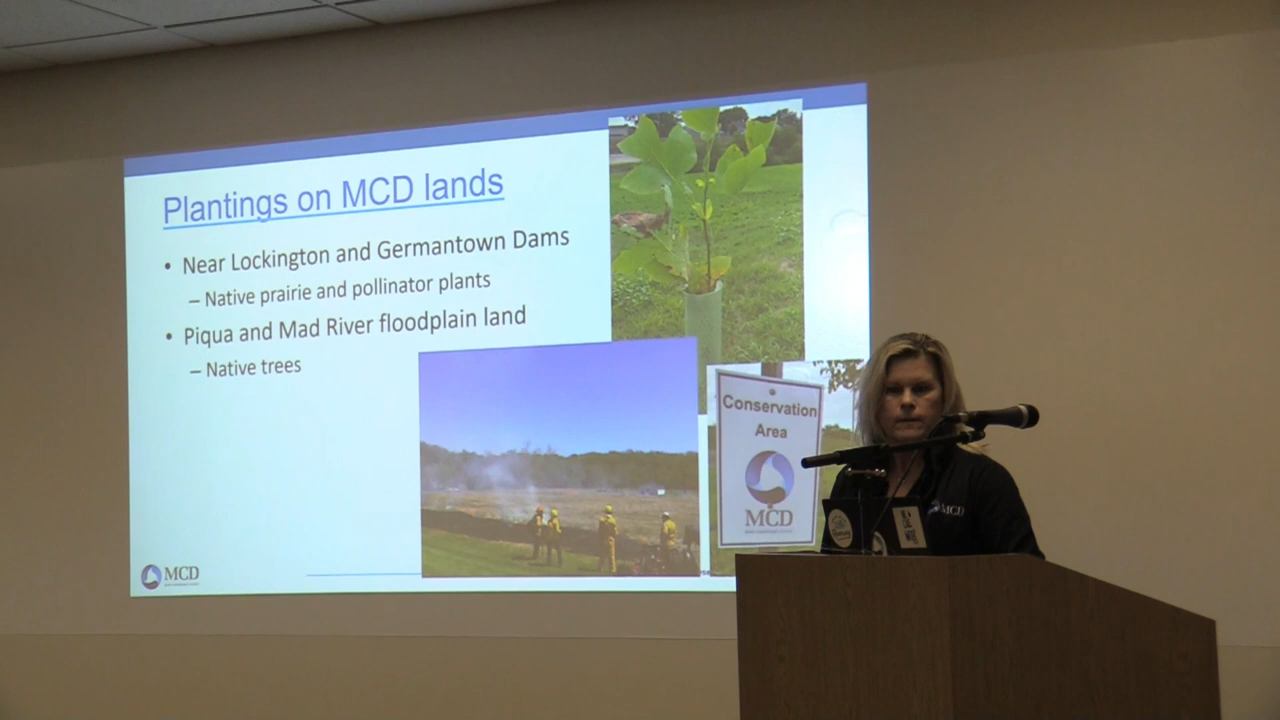 Plantings on MCD lands
• Near Lockington and Germantown Dams
– Native prairie and pollinator plants
• Piqua and Mad River floodplain land
– Native trees
Conservation
Area
MCD
MCD
MCD